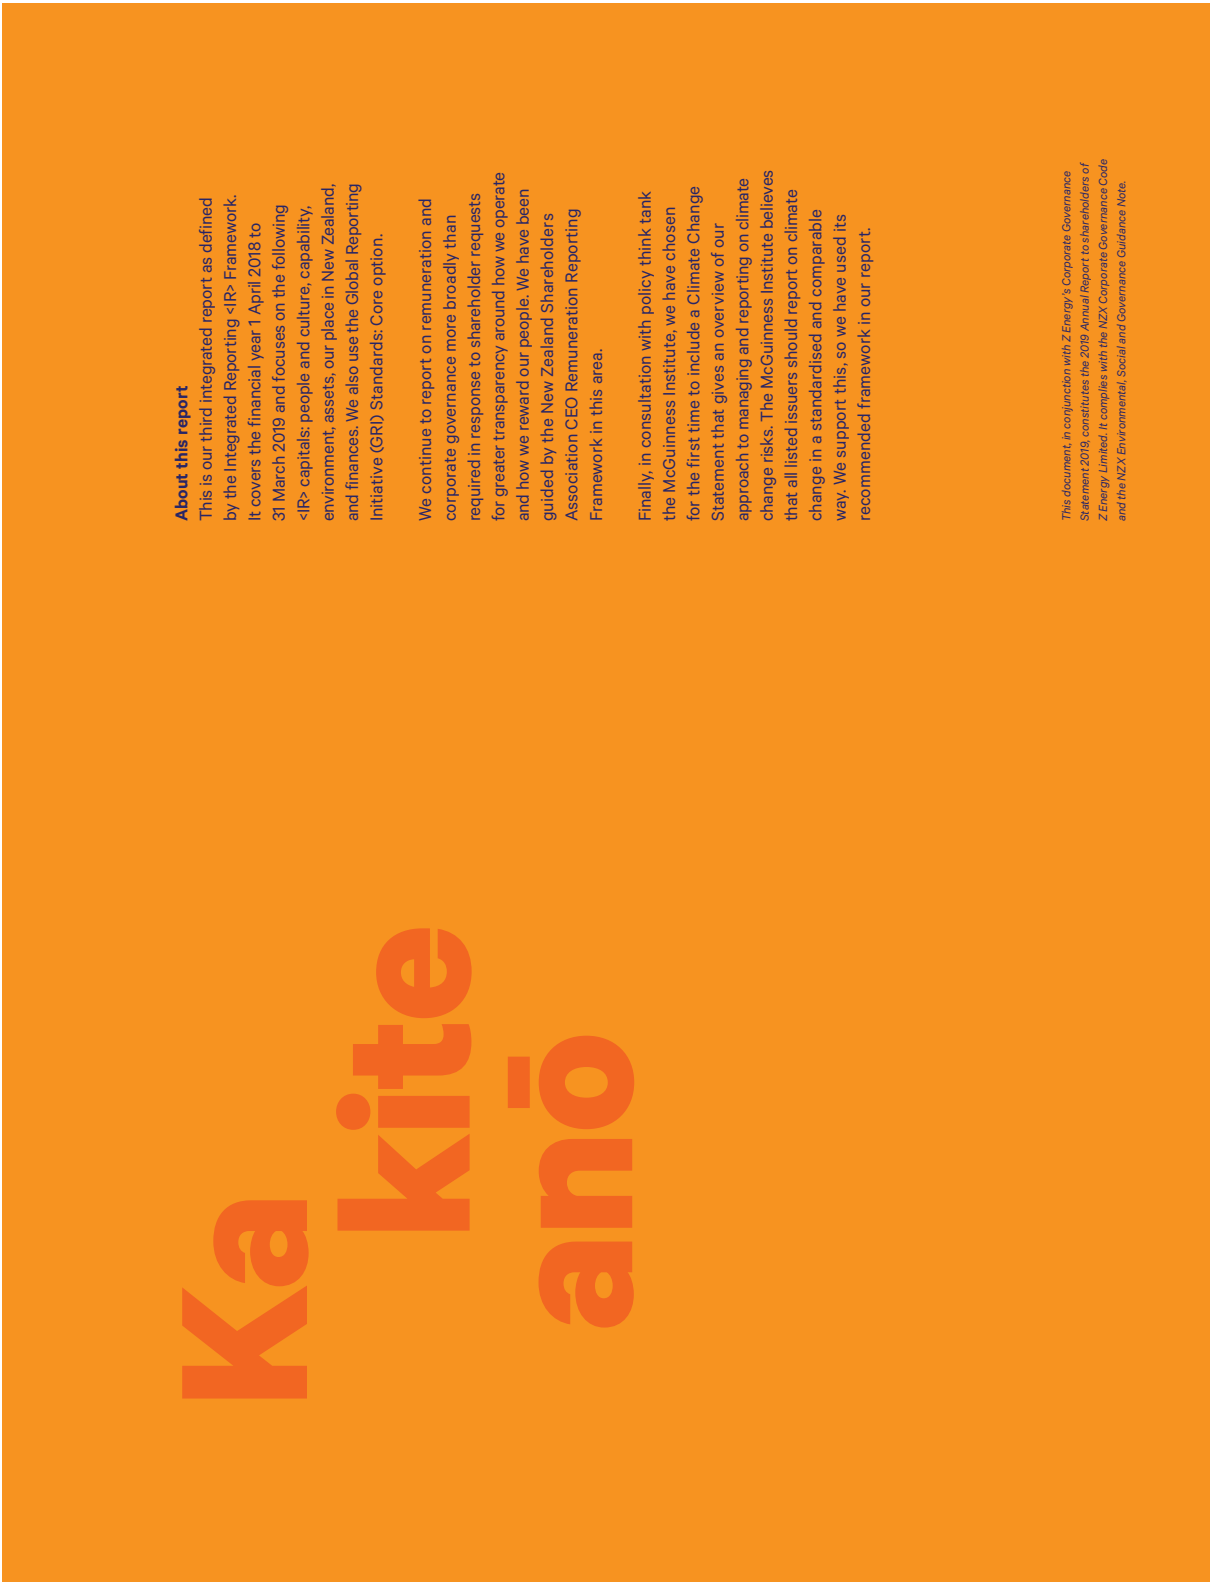 Ka
kite
anō
About this report
This is our third integrated report as defined
by the Integrated Reporting <IR> Framework.
It covers the financial year 1 April 2018 to
31 March 2019 and focuses on the following
<IR> capitals: people and culture, capability,
environment, assets, our place in New Zealand,
and finances. We also use the Global Reporting
Initiative (GRI) Standards: Core option.
We continue to report on remuneration and
corporate governance more broadly than
required in response to shareholder requests
for greater transparency around how we operate
and how we reward our people. We have been
guided by the New Zealand Shareholders
Association CEO Remuneration Reporting
Framework in this area.
Finally, in consultation with policy think tank
the McGuinness Institute, we have chosen
for the first time to include a Climate Change
Statement that gives an overview of our
approach to managing and reporting on climate
change risks. The McGuinness Institute believes
that all listed issuers should report on climate
change in a standardised and comparable
way. We support this, so we have used its
recommended framework in our report.
This document, in conjunction with Z Energy's Corporate Governance
Statement 2019, constitutes the 2019 Annual Report to shareholders of
Z Energy Limited. It complies with the NZX Corporate Governance Code
and the NZX Environmental, Social and Governance Guidance Note.